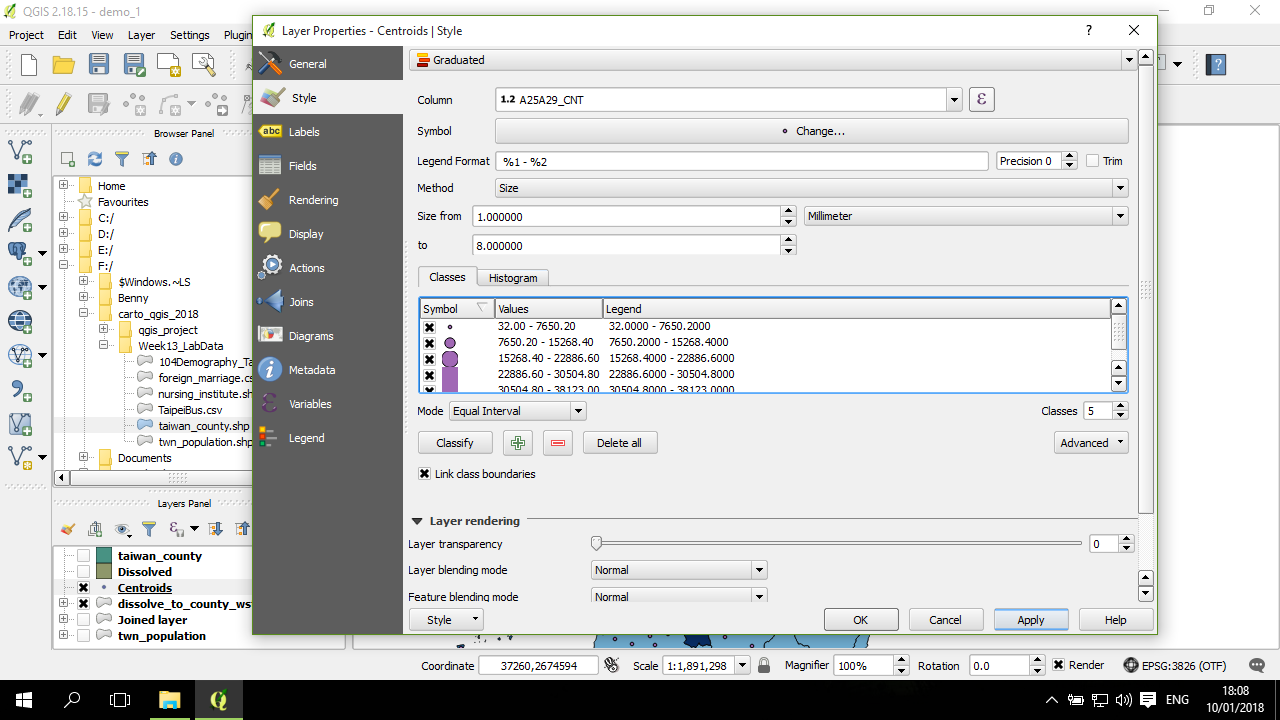 QGIS 2.18.15 - demo_1
Project Edit View Layer Settings Plugin
Layer Properties - Centroids | Style
General
Style
Labels
Fields
Rendering
Display
Actions
Joins
Diagrams
Metadata
Variables
Legend
Graduated
Column 1.2 A25A29_CNT ε
Symbol Change...
Legend Format %1 - %2 Precision 0 Trim
Method Size
Size from 1.000000 Millimeter
to 8.000000
Classes Histogram
Symbol Values Legend
32.00 - 7650.20 32.0000 - 7650.2000
7650.20 - 15268.40 7650.2000 - 15268.4000
15268.40 - 22886.60 15268.4000 - 22886.6000
22886.60 - 30504.80 22886.6000 - 30504.8000
30504.80 - 38123.00 30504.8000 - 38123.0000
Mode Equal Interval Classes 5
Classify Delete all Advanced
Link class boundaries
Layer rendering
Layer transparency 0
Layer blending mode Normal
Feature blending mode Normal
Style OK Cancel Apply Help
Browser Panel
Home
Favourites
C:/
D:/
E:/
F:/
$Windows.~LS
Benny
carto_qgis_2018
qgis_project
Week13_LabData
104Demography_Ta
foreign_marriage.cs
nursing_institute.sh
TaipeiBus.csv
taiwan_county.shp
twn_population.shp
Documents
Layers Panel
taiwan_county
Dissolved
Centroids
dissolve_to_county_ws
Joined layer
twn_population
Coordinate 37260,2674594 Scale 1:1,891,298 Magnifier 100% Rotation 0.0 Render EPSG:3826 (OTF)
ENG
18:08
10/01/2018